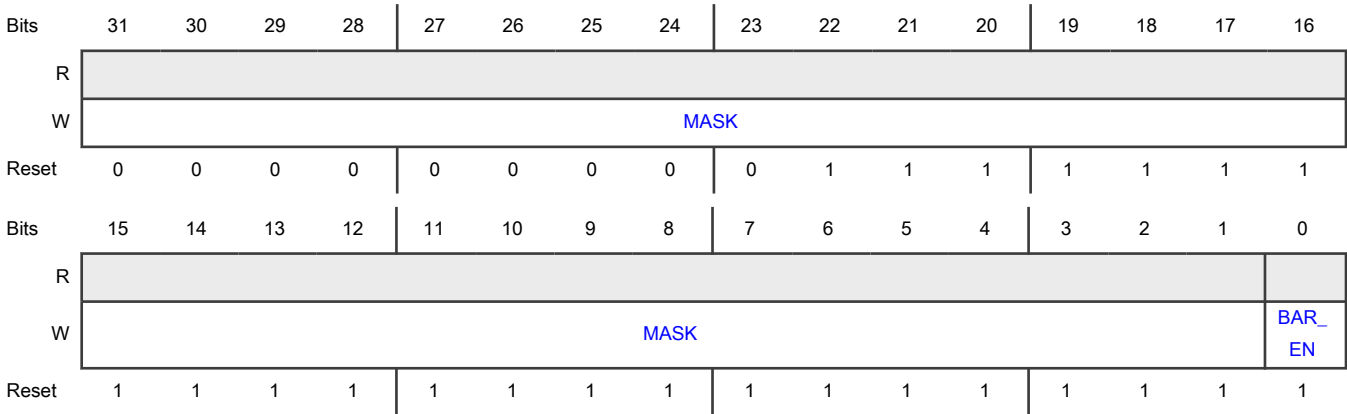 Bits 31 30 29 28 27 26 25 24 23 22 21 20 19 18 17 16
R
W MASK
Reset 0 0 0 0 0 0 0 0 0 1 1 1 1 1 1 1
Bits 15 14 13 12 11 10 9 8 7 6 5 4 3 2 1 0
R
W MASK BAR_
EN
Reset 1 1 1 1 1 1 1 1 1 1 1 1 1 1 1 1